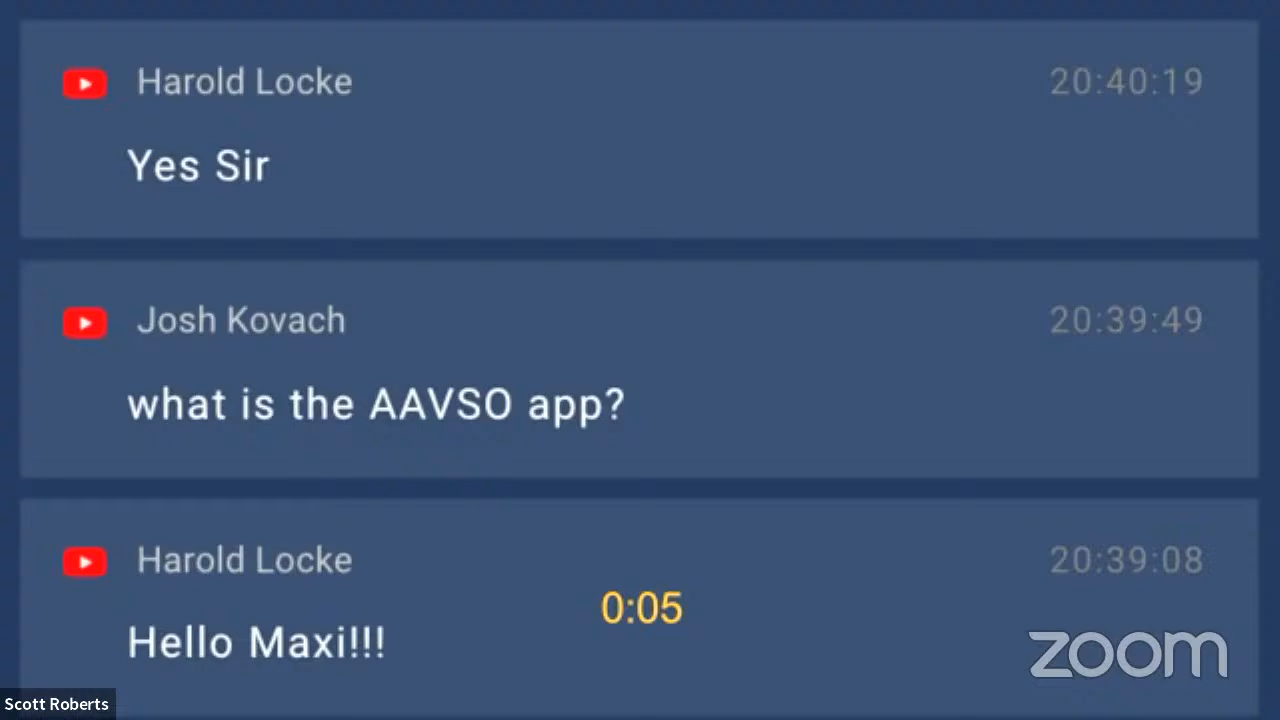 Harold Locke 20:40:19
Yes Sir
Josh Kovach 20:39:49
what is the AAVSO app?
Harold Locke 20:39:08
0:05
Hello Maxi!!!
zoom
Scott Roberts